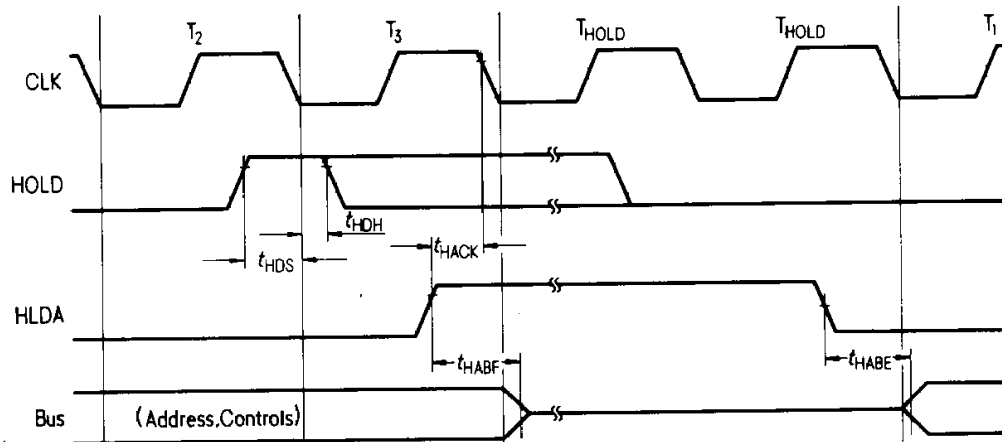 T2 T3 THOLD THOLD T1
CLK
HOLD
tHDH
tHACK
tHDS
HLDA
tHABF tHABE
Bus (Address,Controls)